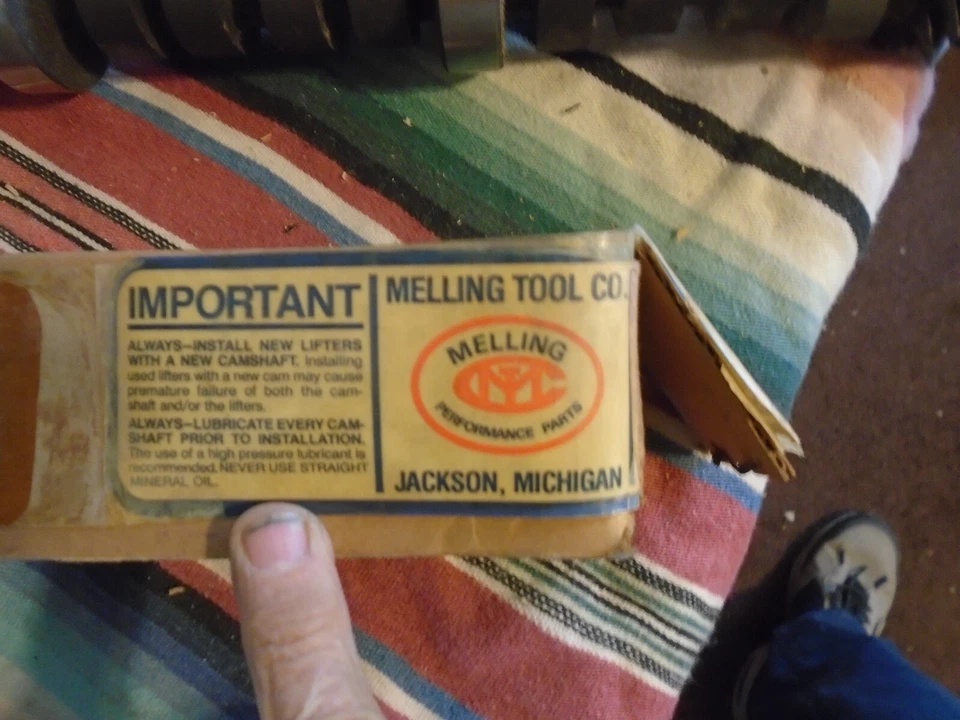 IMPORTANT
ALWAYS—INSTALL NEW LIFTERS
WITH A NEW CAMSHAFT. Installing
used lifters with a new cam may cause
premature failure of both the cam-
shaft and/or the lifters.
ALWAYS—LUBRICATE EVERY CAM-
SHAFT PRIOR TO INSTALLATION.
The use of a high pressure lubricant is
recommended. NEVER USE STRAIGHT
MINERAL OIL.
MELLING TOOL CO.
MELLING
PERFORMANCE PARTS
JACKSON, MICHIGAN